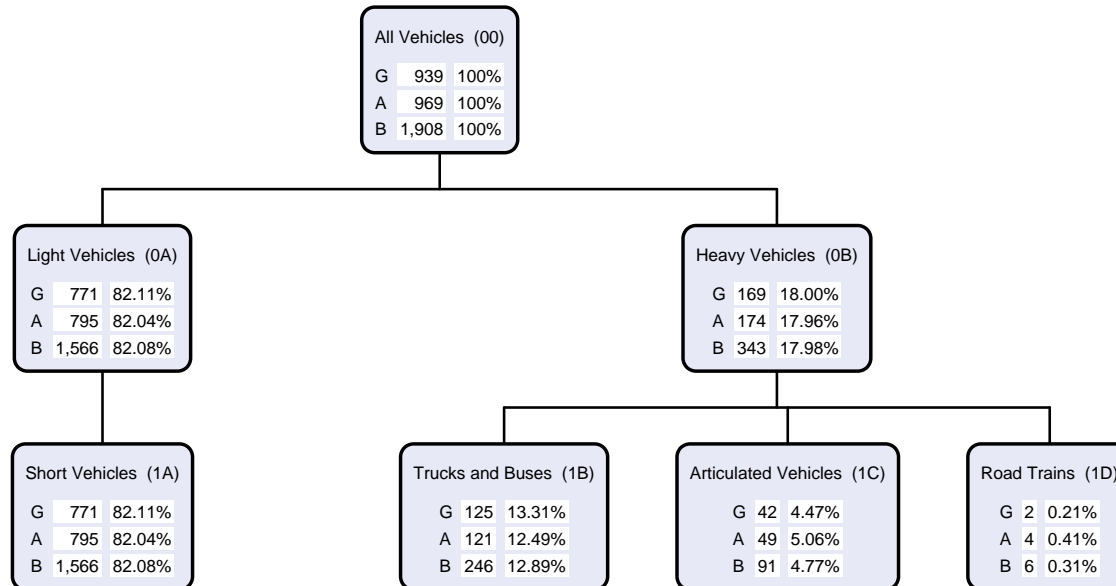 All Vehicles (00)
G 939 100%
A 969 100%
B 1,908 100%
Light Vehicles (0A)
G 771 82.11%
A 795 82.04%
B 1,566 82.08%
Heavy Vehicles (0B)
G 169 18.00%
A 174 17.96%
B 343 17.98%
Short Vehicles (1A)
G 771 82.11%
A 795 82.04%
B 1,566 82.08%
Trucks and Buses (1B)
G 125 13.31%
A 121 12.49%
B 246 12.89%
Articulated Vehicles (1C)
G 42 4.47%
A 49 5.06%
B 91 4.77%
Road Trains (1D)
G 2 0.21%
A 4 0.41%
B 6 0.31%